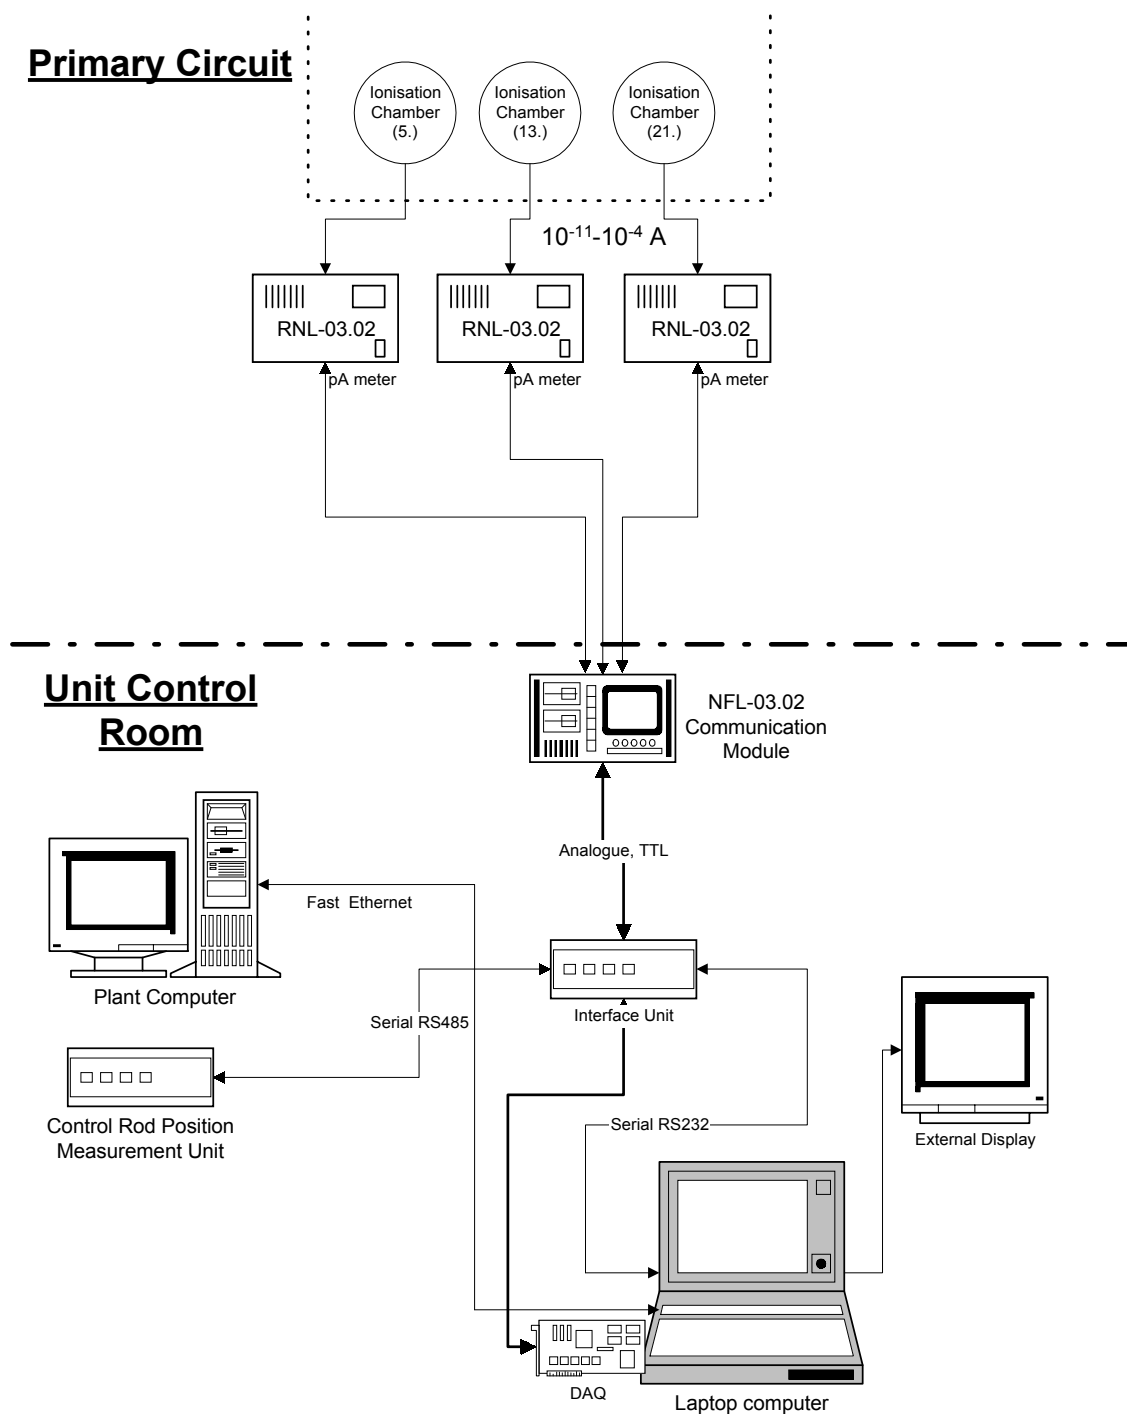 Primary Circuit
Ionisation
Chamber
(5.)
Ionisation
Chamber
(13.)
Ionisation
Chamber
(21.)
10⁻¹¹-10⁻⁴ A
RNL-03.02
RNL-03.02
RNL-03.02
pA meter
pA meter
pA meter
Unit Control
Room
NFL-03.02
Communication
Module
Analogue, TTL
Fast Ethernet
Plant Computer
Interface Unit
Serial RS485
Control Rod Position
Measurement Unit
Serial RS232
External Display
DAQ
Laptop computer